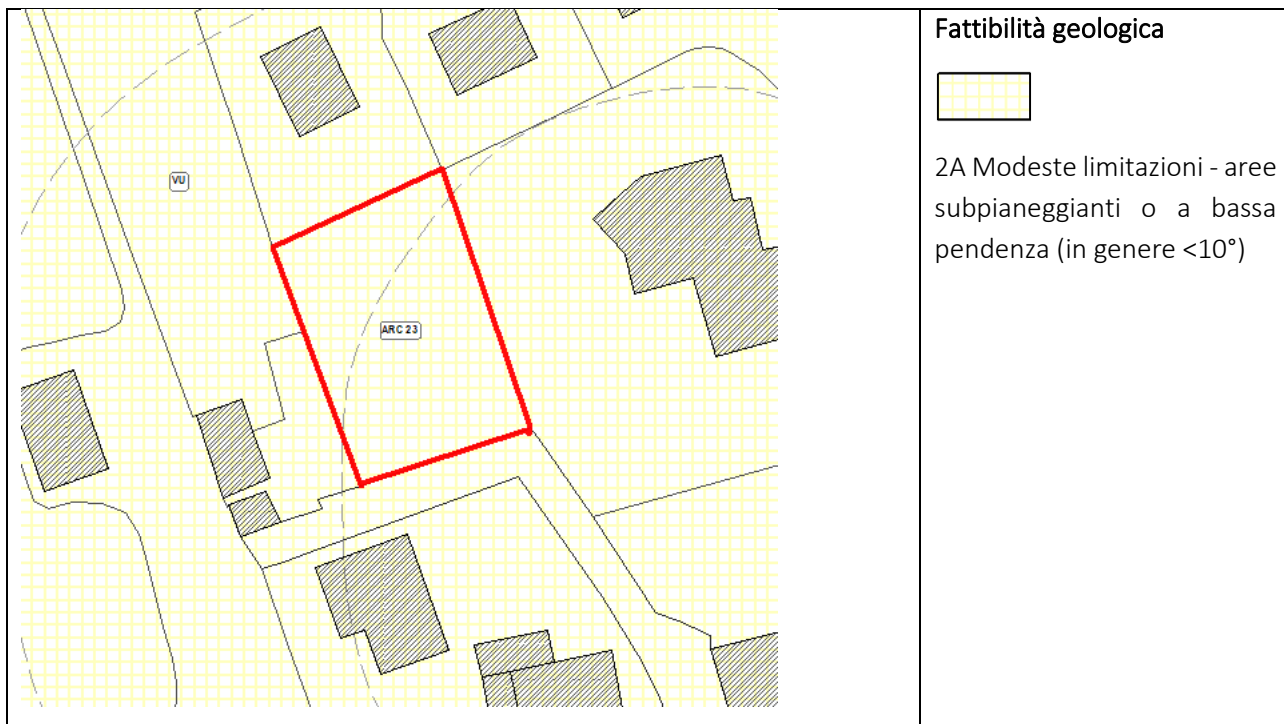 Fattibilità geologica
VU
2A Modeste limitazioni - aree
subpianeggianti o a bassa
pendenza (in genere <10°)
ARC 23